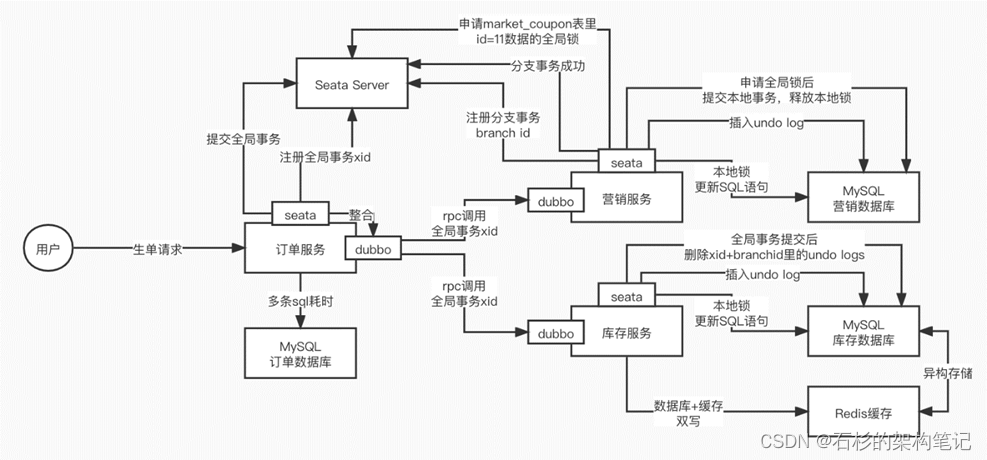 申请market_coupon表里
id=11数据的全局锁
Seata Server
分支事务成功
申请全局锁后
提交本地事务，释放本地锁
提交全局事务
注册全局事务xid
注册分支事务
branch id
插入undo log
seata
本地锁
更新SQL语句
dubbo
营销服务
MySQL
营销数据库
seata
整合
rpc调用
全局事务xid
用户
生单请求
订单服务
dubbo
全局事务提交后
删除xid+branchid里的undo logs
rpc调用
全局事务xid
插入undo log
seata
本地锁
更新SQL语句
多条sql耗时
dubbo
库存服务
MySQL
库存数据库
MySQL
订单数据库
异构存储
数据库+缓存
双写
Redis缓存
CSDN @石杉的架构笔记